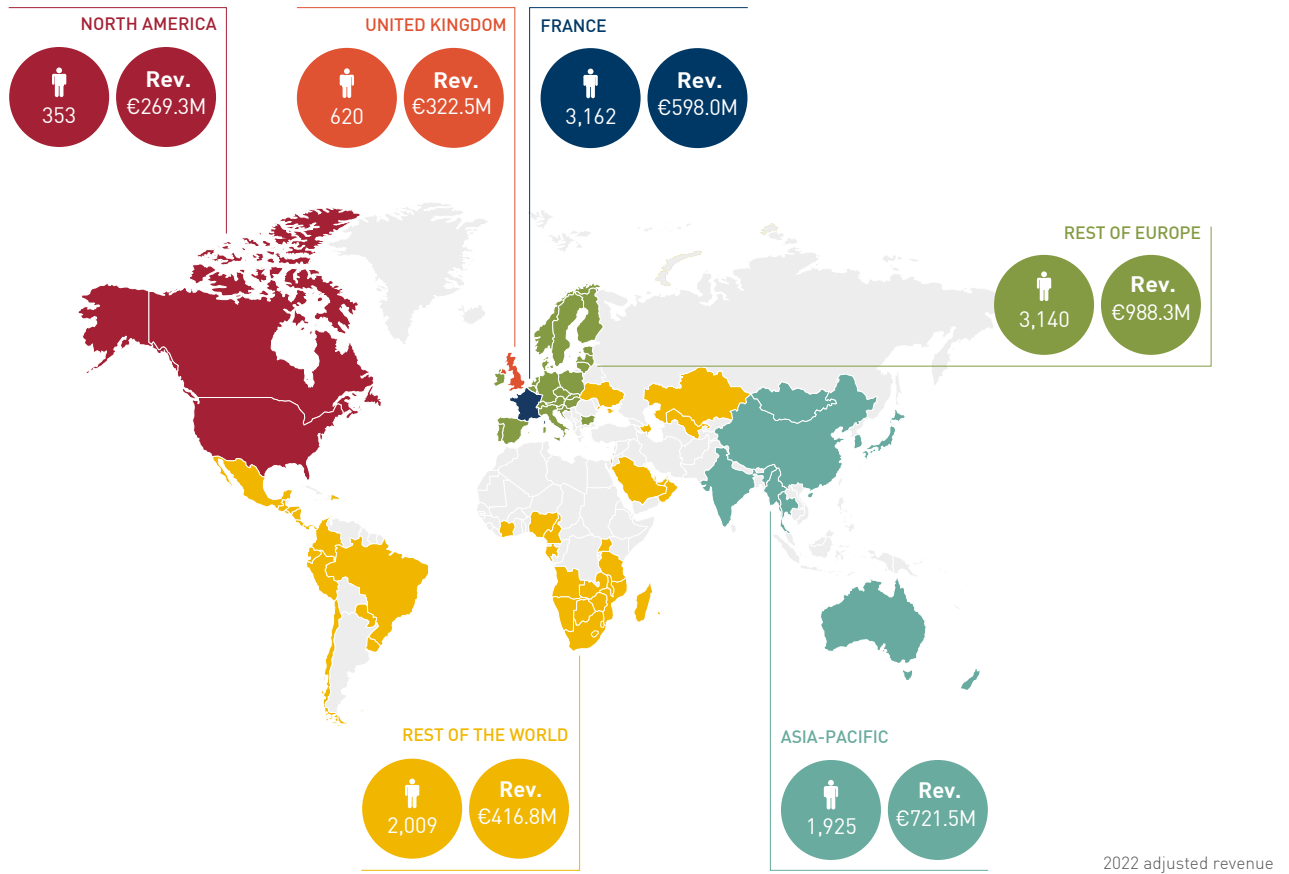 NORTH AMERICA
353
Rev.
€269.3M
UNITED KINGDOM
620
Rev.
€322.5M
FRANCE
3,162
Rev.
€598.0M
REST OF EUROPE
3,140
Rev.
€988.3M
REST OF THE WORLD
2,009
Rev.
€416.8M
ASIA-PACIFIC
1,925
Rev.
€721.5M
2022 adjusted revenue